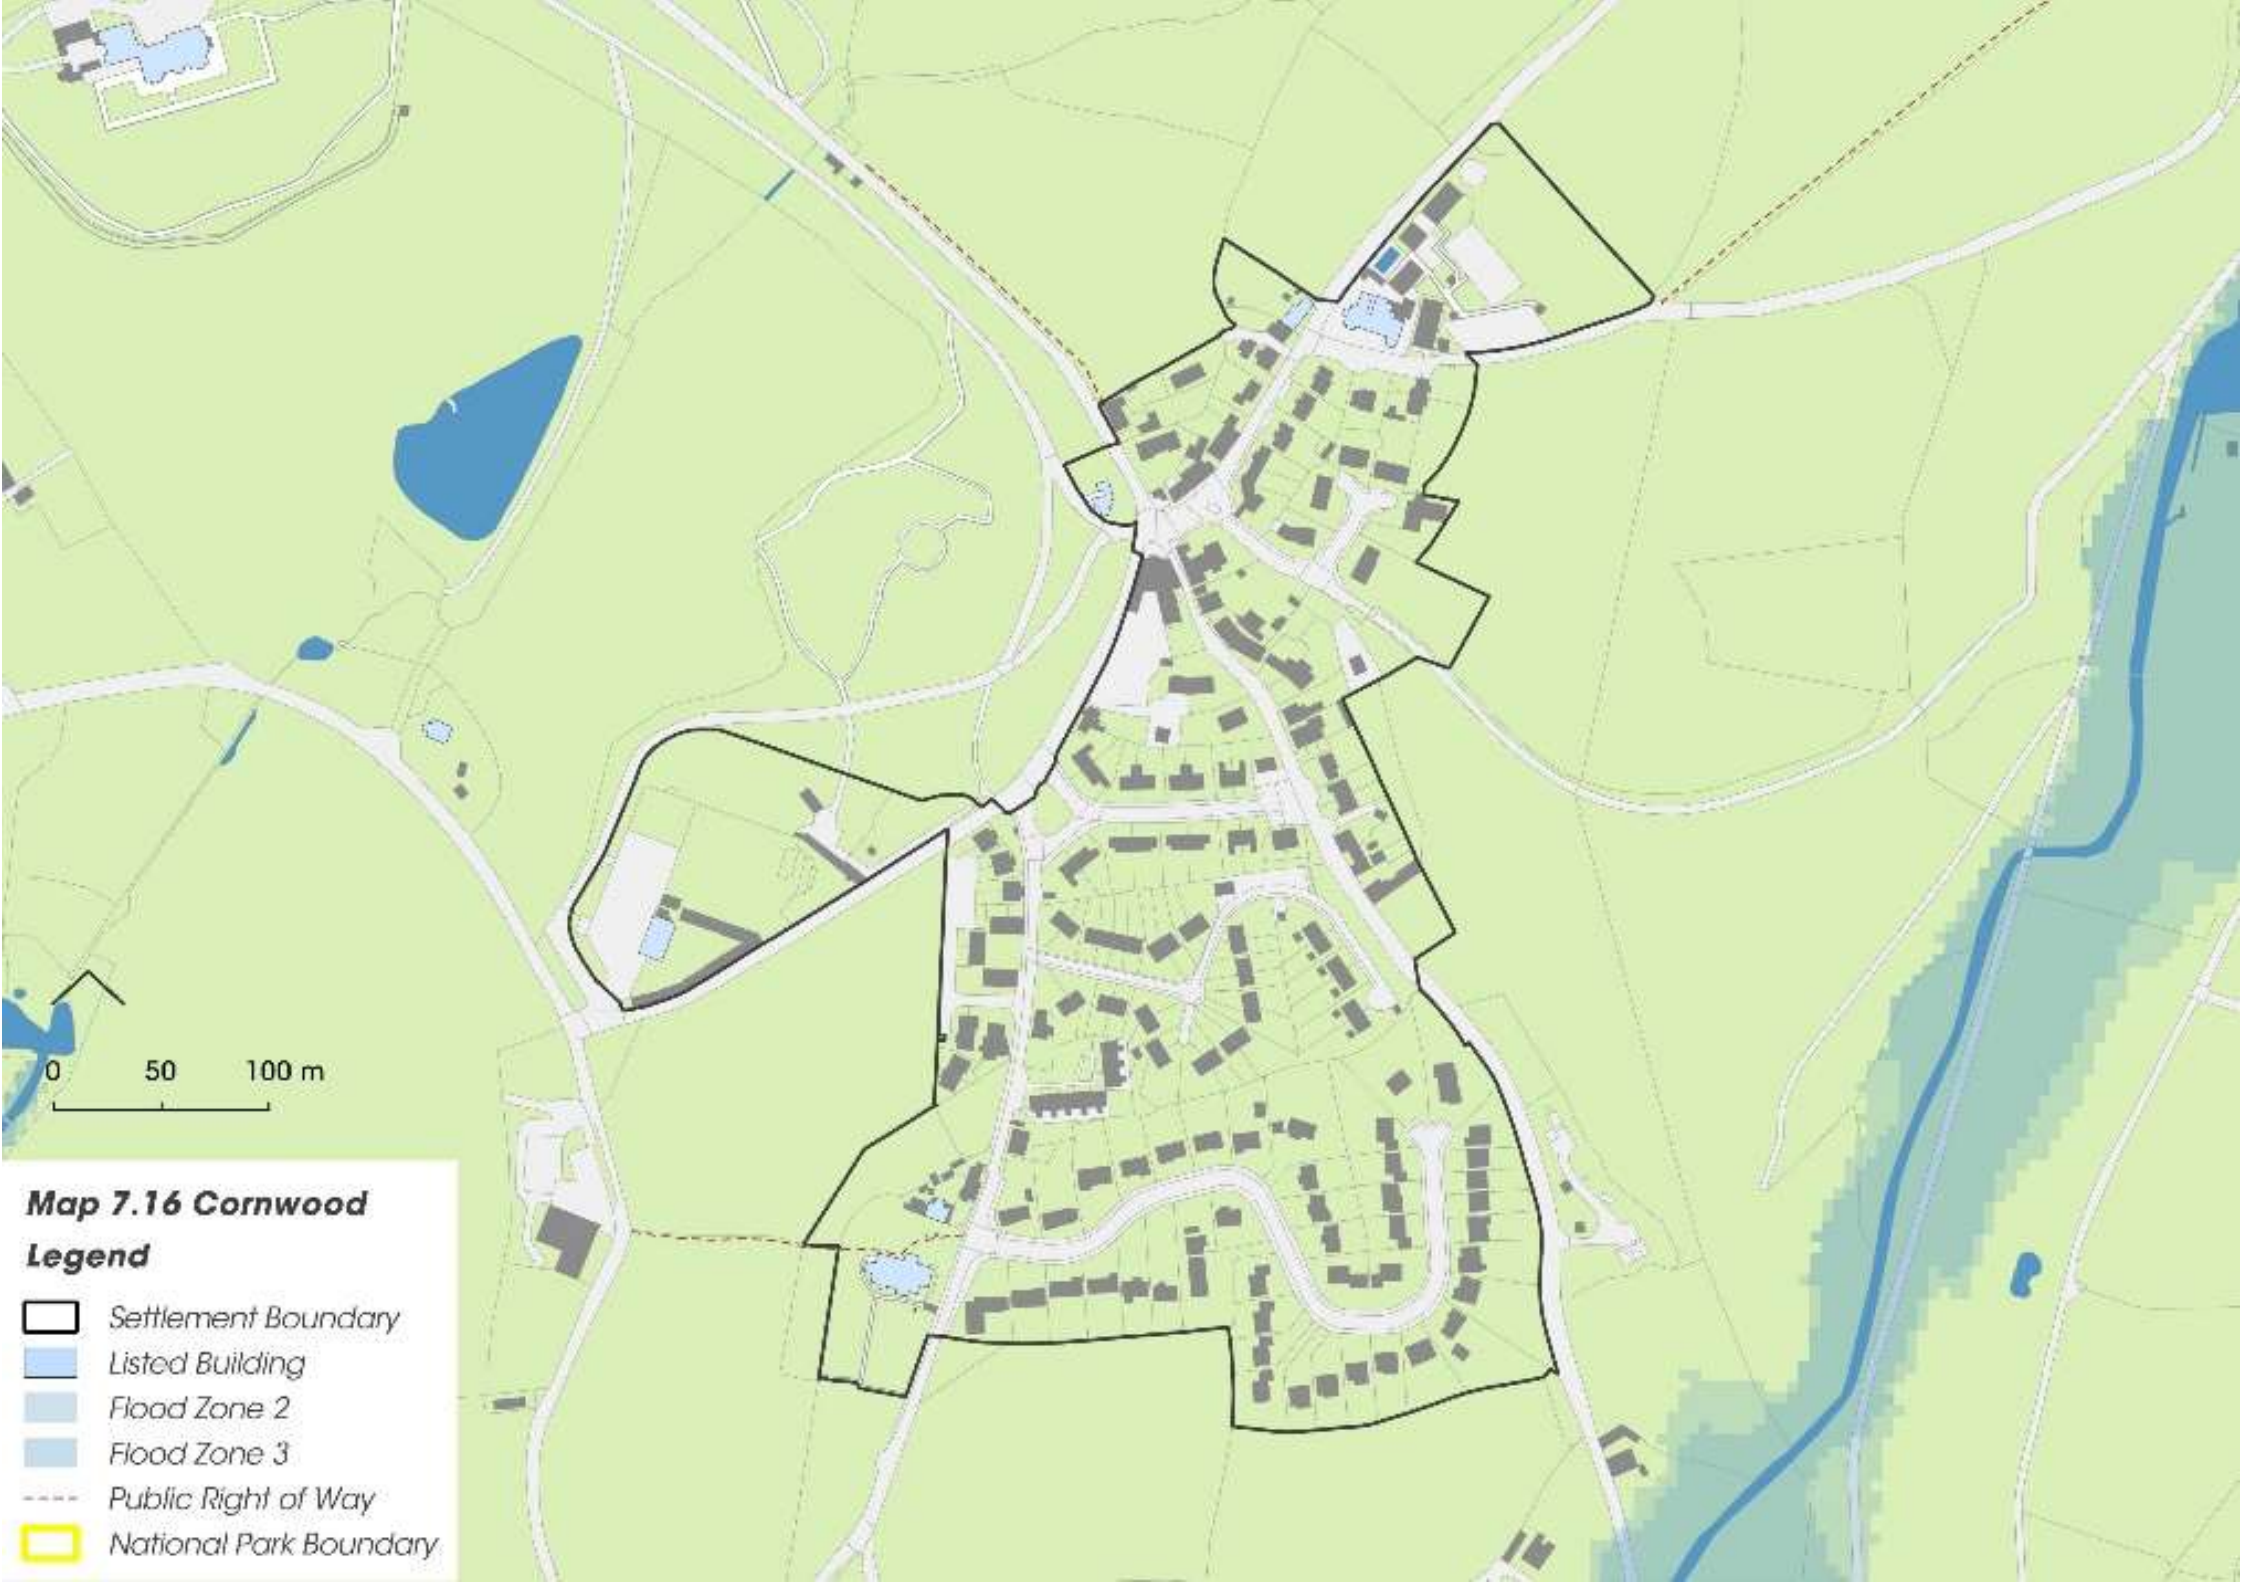 0 50 100 m
Map 7.16 Cornwood
Legend
Settlement Boundary
Listed Building
Flood Zone 2
Flood Zone 3
Public Right of Way
National Park Boundary